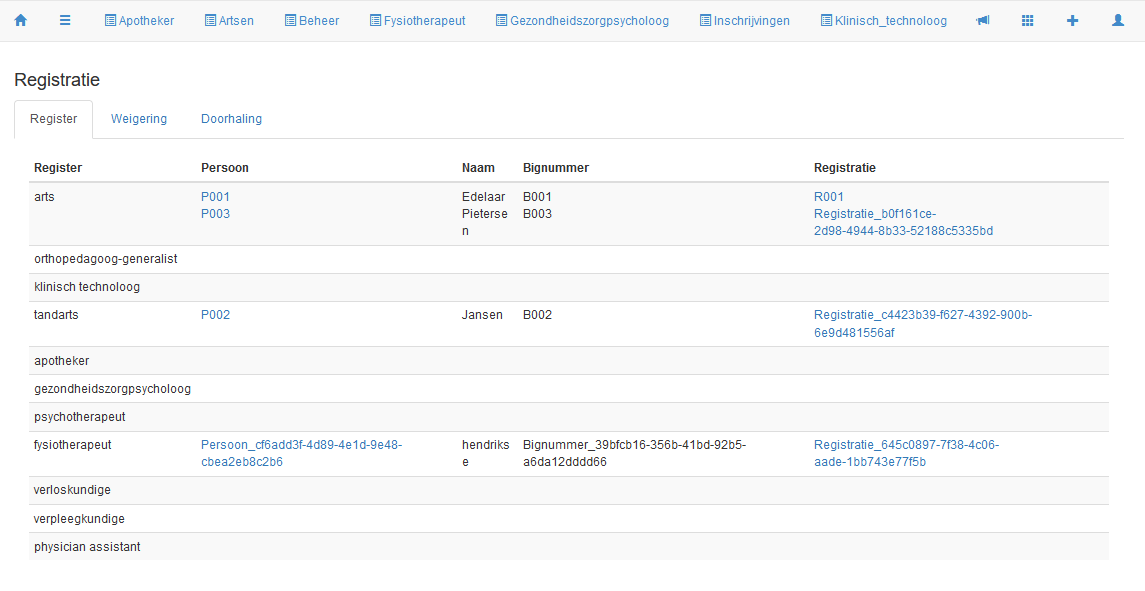 Apotheker Artsen Beheer Fysiotherapeut Gezondheidszorgpsycholoog Inschrijvingen Klinisch_technoloog
Registratie
Register Weigering Doorhaling
Register Persoon Naam Bignummer Registratie
arts P001 Edelaar B001 R001
P003 Pieterse B003 Registratie_b0f161ce-
n 2d98-4944-8b33-52188c5335bd
orthopedagoog-generalist
klinisch technoloog
tandarts P002 Jansen B002 Registratie_c4423b39-f627-4392-900b-
6e9d481556af
apotheker
gezondheidszorgpsycholoog
psychotherapeut
fysiotherapeut Persoon_cf6add3f-4d89-4e1d-9e48- hendriks Bignummer_39bfcb16-356b-41bd-92b5- Registratie_645c0897-7f38-4c06-
cbea2eb8c2b6 e a6da12dddd66 aade-1bb743e77f5b
verloskundige
verpleegkundige
physician assistant